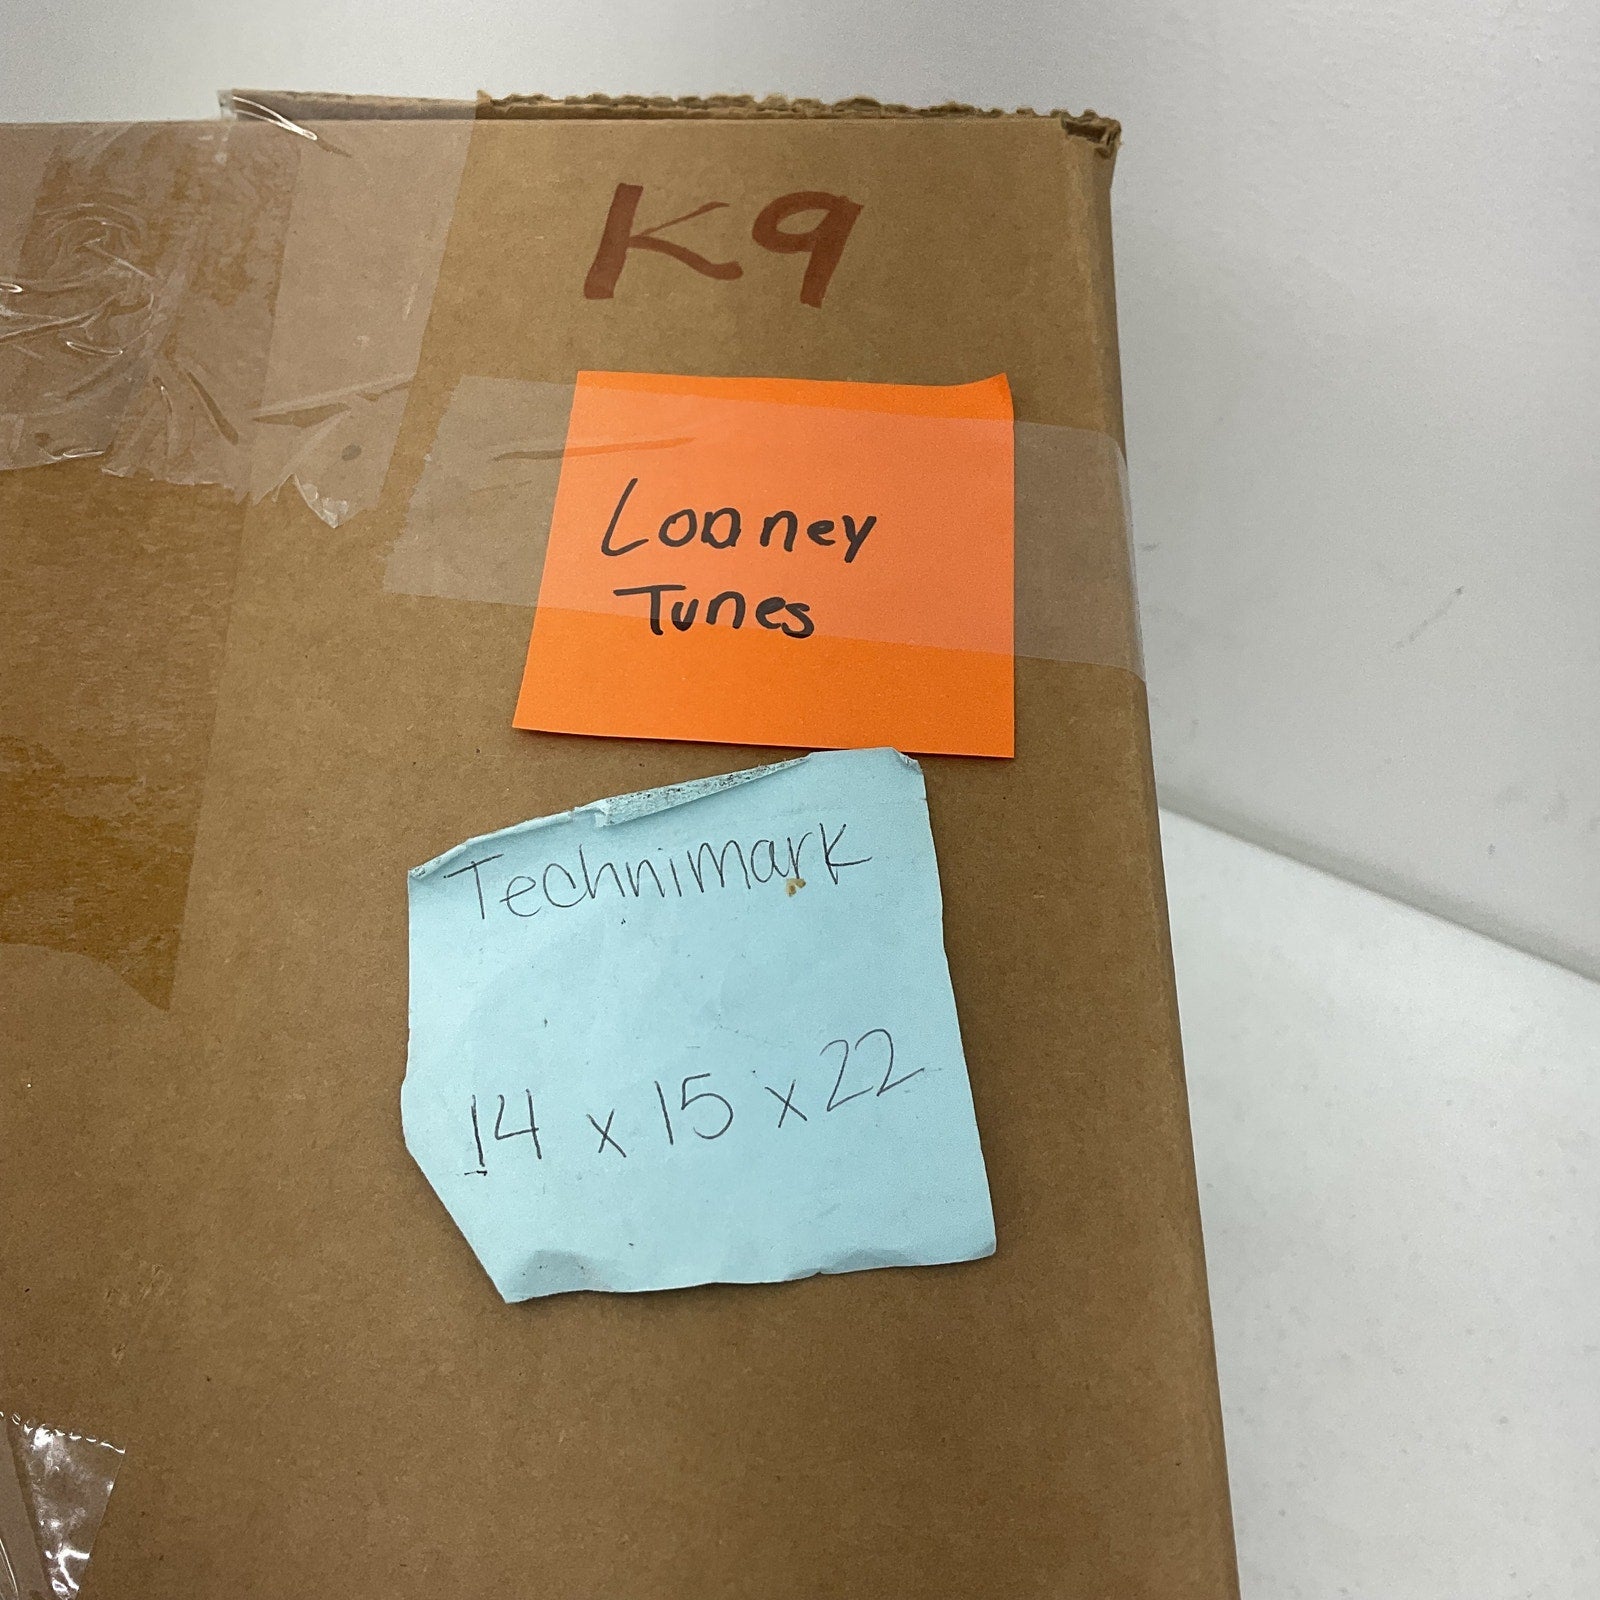 K9
Looney
Tunes
Technimark
14 x 15 x 22